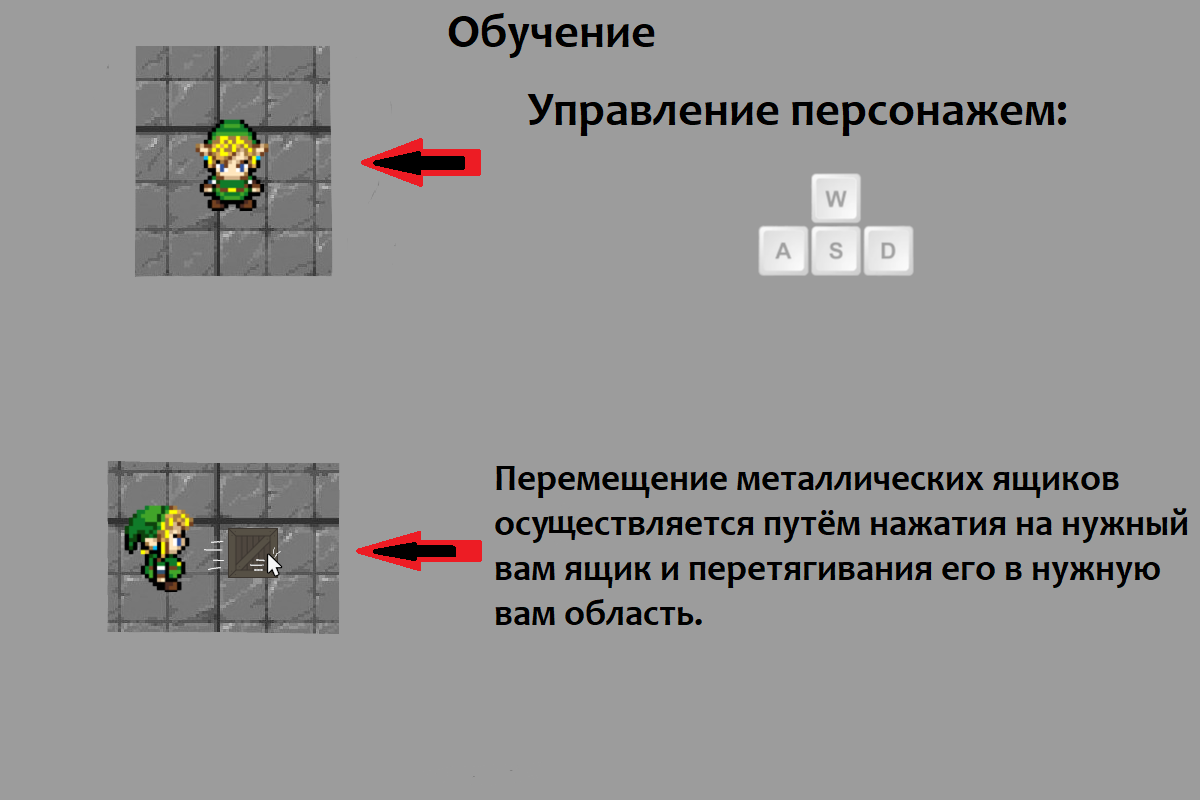 Обучение
Управление персонажем:
W
A S D
Перемещение металлических ящиков
осуществляется путём нажатия на нужный
вам ящик и перетягивания его в нужную
вам область.